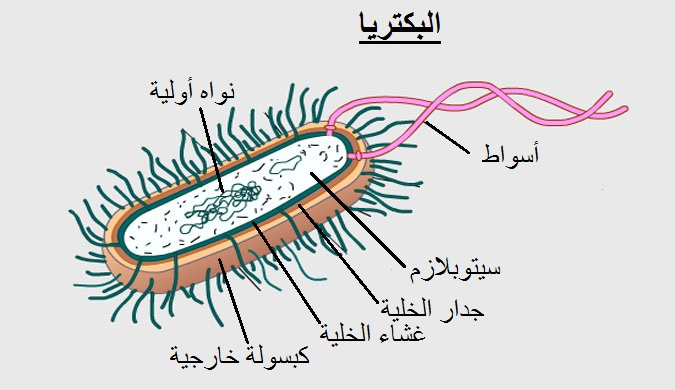 البكتريا
نواه أولية
أسواط
سيتوبلازم
جدار الخلية
غشاء الخلية
كبسولة خارجية